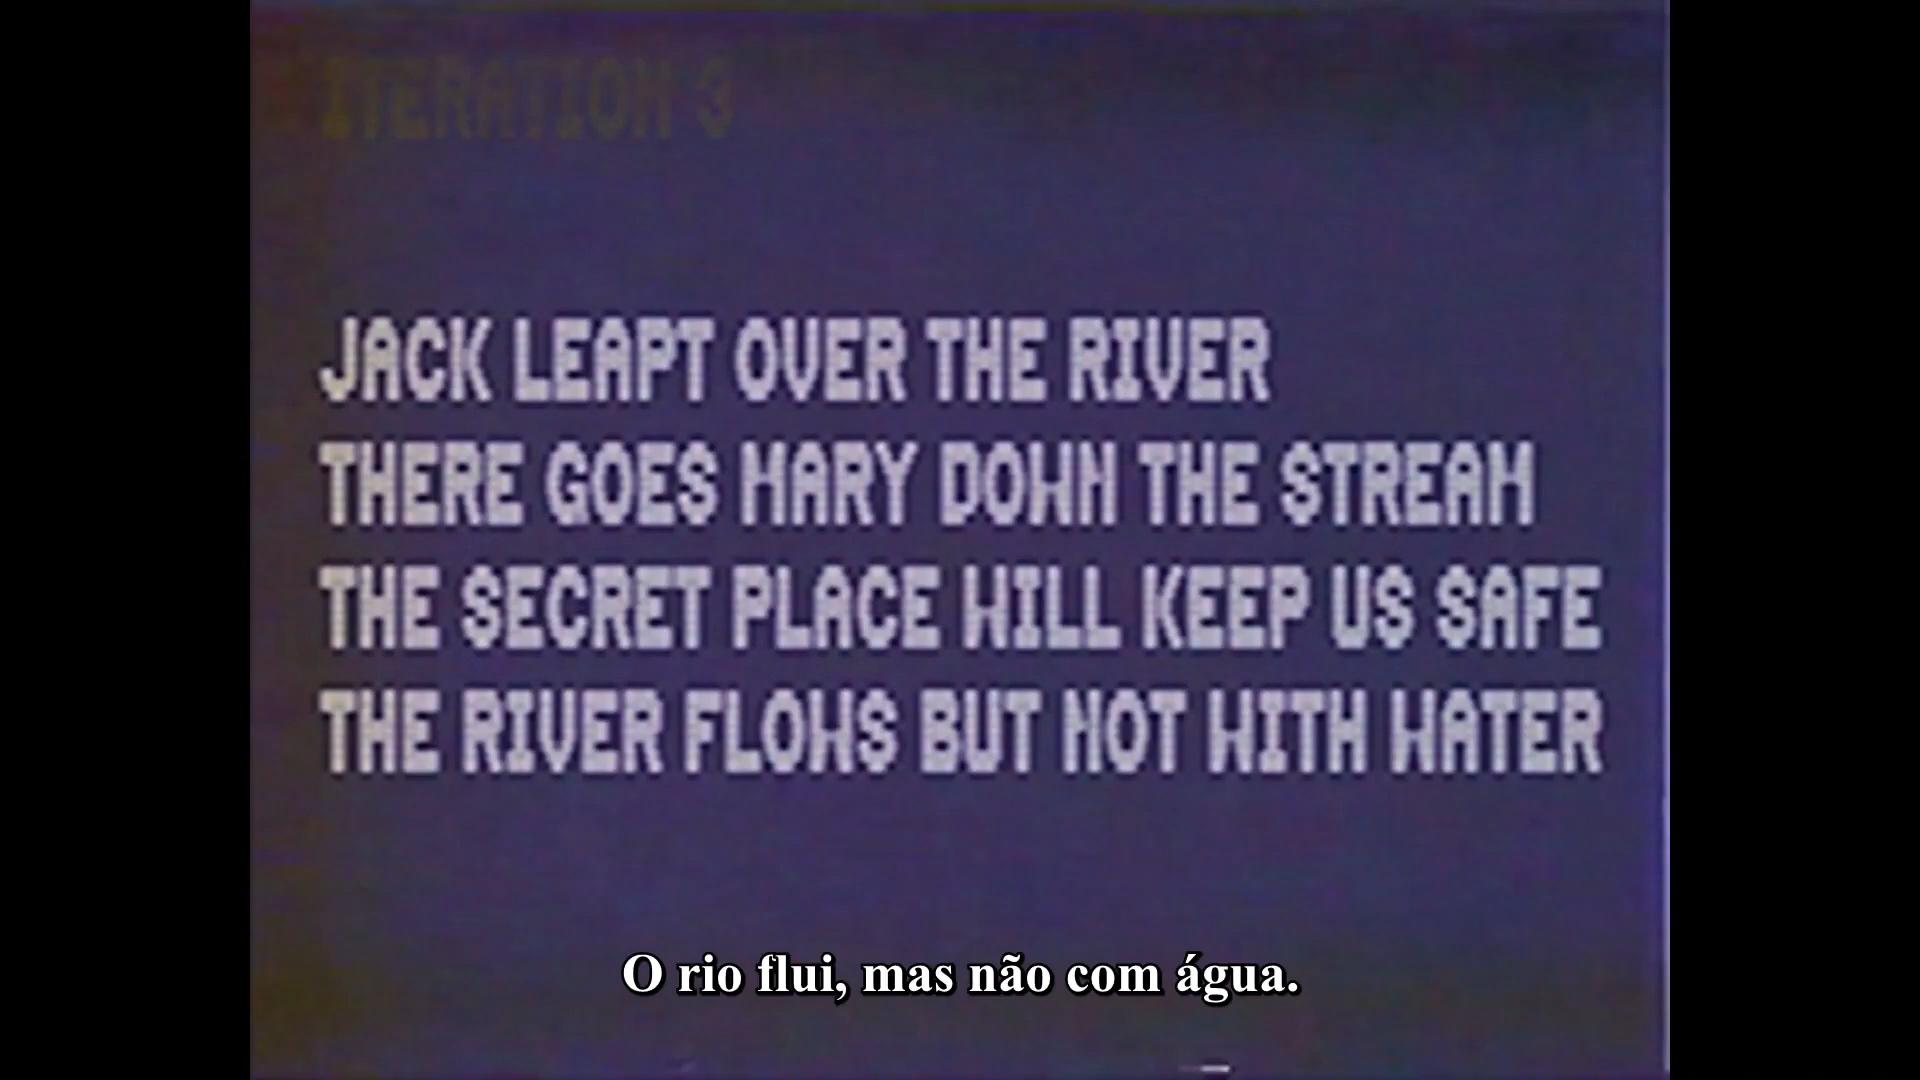 ITERATION 3
JACK LEAPT OVER THE RIVER
THERE GOES MARY DOWN THE STREAM
THE SECRET PLACE WILL KEEP US SAFE
THE RIVER FLOWS BUT NOT WITH WATER
O rio flui, mas não com água.